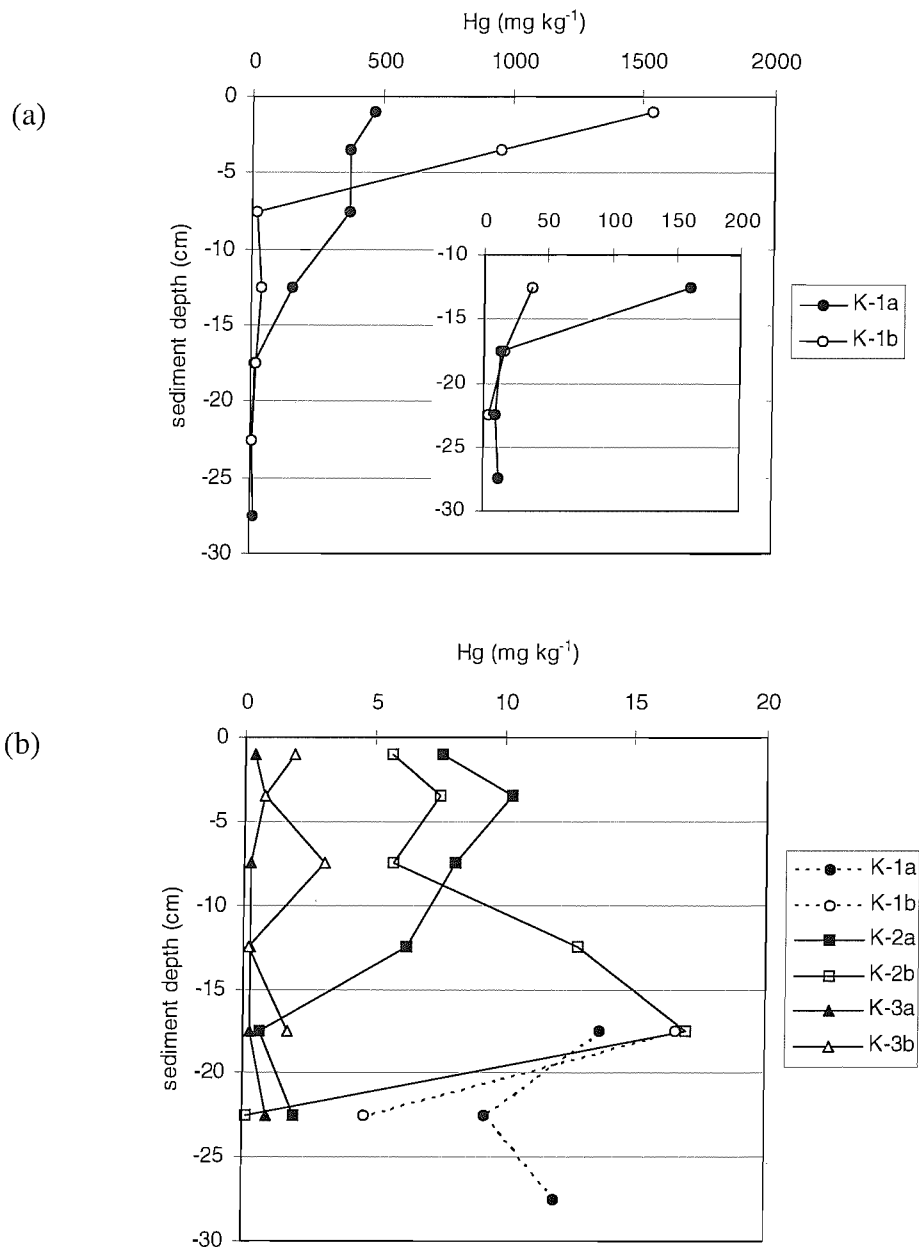 Hg (mg kg-1)
0 500 1000 1500 2000
(a)
0
-5
-10
-15
-20
-25
-30
sediment depth (cm)
0 50 100 150 200
-10
-15
-20
-25
-30
K-1a
K-1b
Hg (mg kg-1)
0 5 10 15 20
(b)
0
-5
-10
-15
-20
-25
-30
sediment depth (cm)
K-1a
K-1b
K-2a
K-2b
K-3a
K-3b